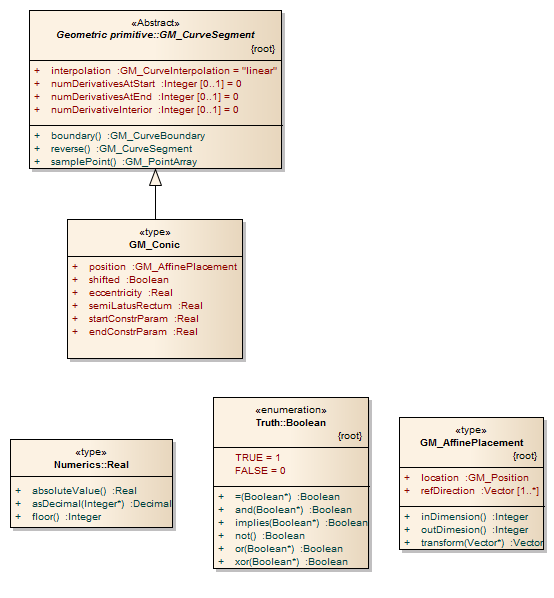 «Abstract»
Geometric primitive::GM_CurveSegment
{root}
+ interpolation :GM_CurveInterpolation = "linear"
+ numDerivativesAtStart :Integer [0..1] = 0
+ numDerivativesAtEnd :Integer [0..1] = 0
+ numDerivativeInterior :Integer [0..1] = 0
+ boundary() :GM_CurveBoundary
+ reverse() :GM_CurveSegment
+ samplePoint() :GM_PointArray
«type»
GM_Conic
+ position :GM_AffinePlacement
+ shifted :Boolean
+ eccentricity :Real
+ semiLatusRectum :Real
+ startConstrParam :Real
+ endConstrParam :Real
«type»
Numerics::Real
+ absoluteValue() :Real
+ asDecimal(Integer*) :Decimal
+ floor() :Integer
«enumeration»
Truth::Boolean
{root}
TRUE = 1
FALSE = 0
+ =(Boolean*) :Boolean
+ and(Boolean*) :Boolean
+ implies(Boolean*) :Boolean
+ not() :Boolean
+ or(Boolean*) :Boolean
+ xor(Boolean*) :Boolean
«type»
GM_AffinePlacement
{root}
+ location :GM_Position
+ refDirection :Vector [1..*]
+ inDimension() :Integer
+ outDimesion() :Integer
+ transform(Vector*) :Vector